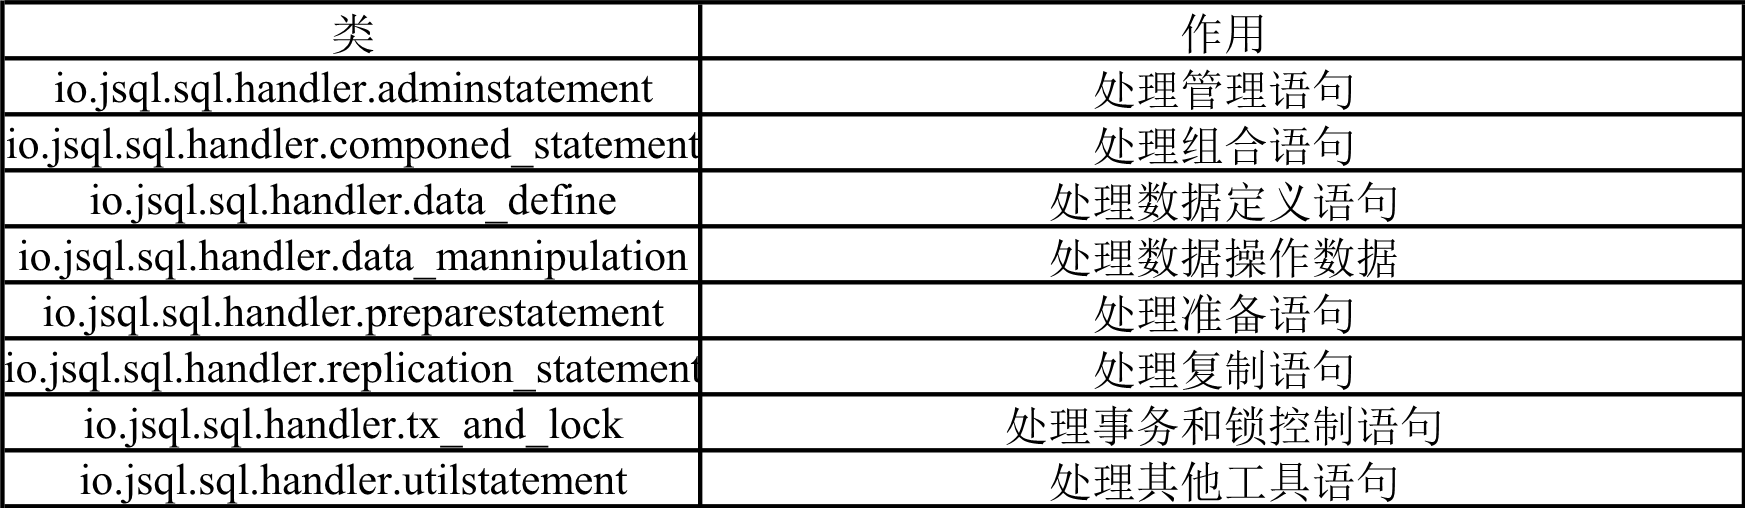 类 作用
io.jsql.sql.handler.adminstatement 处理管理语句
io.jsql.sql.handler.componed_statement 处理组合语句
io.jsql.sql.handler.data_define 处理数据定义语句
io.jsql.sql.handler.data_mannipulation 处理数据操作数据
io.jsql.sql.handler.preparestatement 处理准备语句
io.jsql.sql.handler.replication_statement 处理复制语句
io.jsql.sql.handler.tx_and_lock 处理事务和锁控制语句
io.jsql.sql.handler.utilstatement 处理其他工具语句